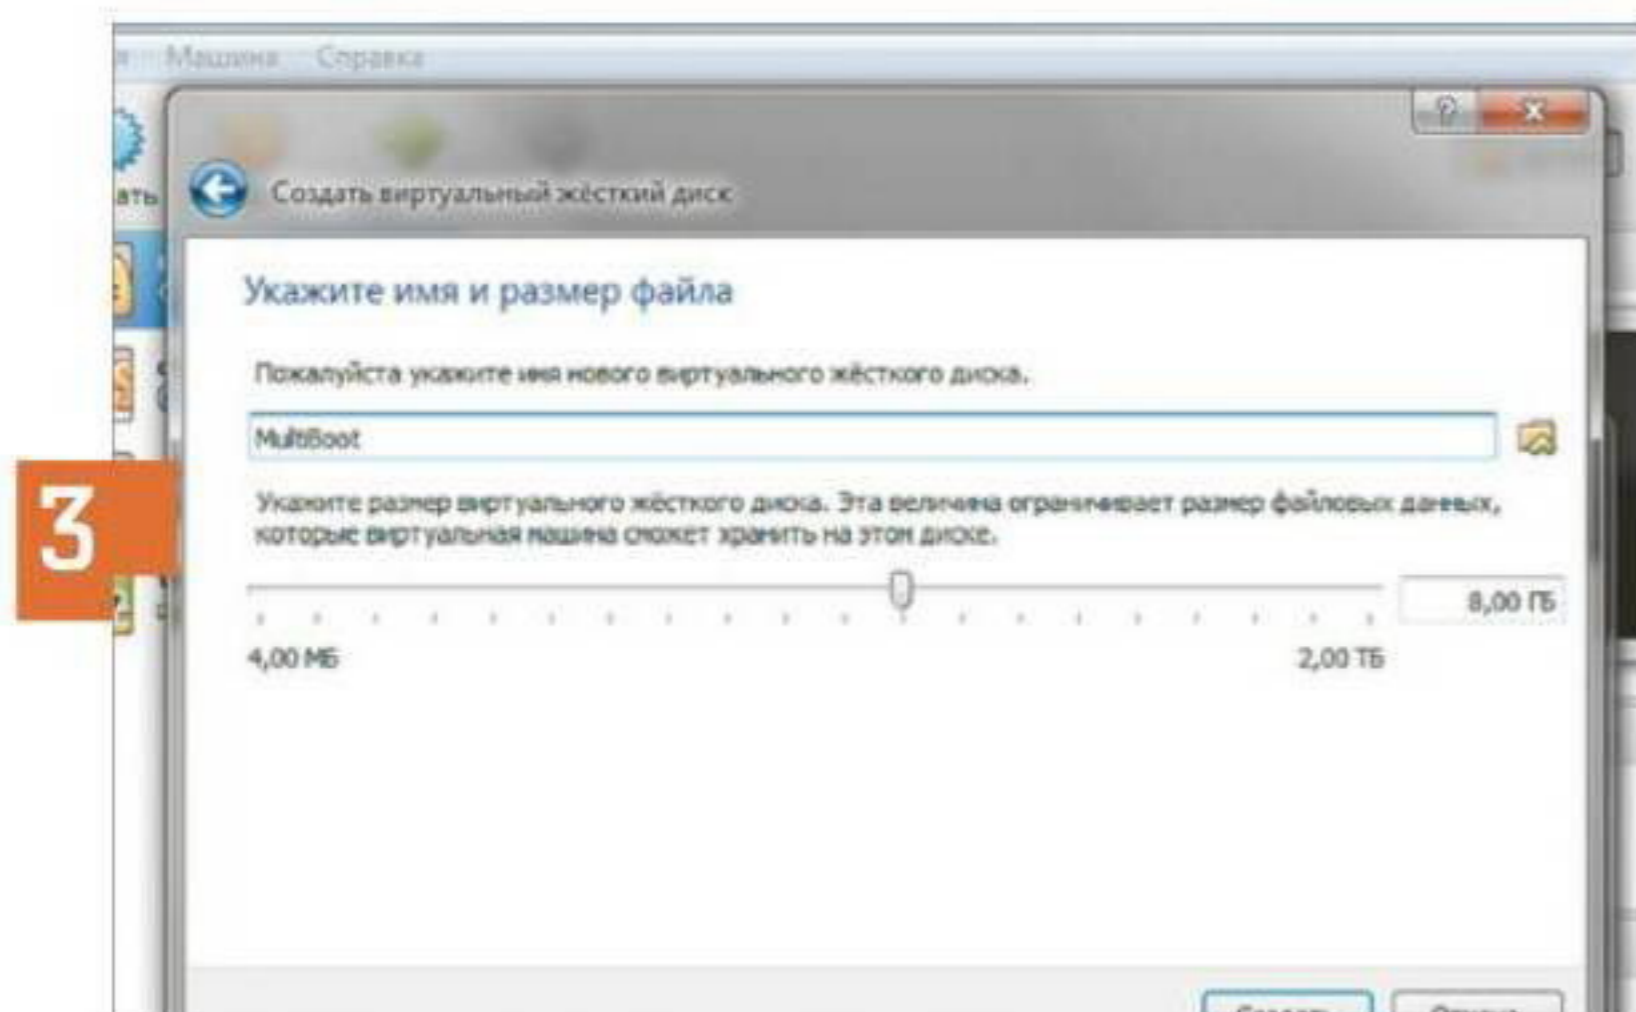 Машина Справка
ать
Создать виртуальный жёсткий диск
Укажите имя и размер файла
Пожалуйста укажите имя нового виртуального жёсткого диска.
MultiBoot
3
Укажите размер виртуального жёсткого диска. Эта величина ограничивает размер файловых данных,
которые виртуальная машина сможет хранить на этом диске.
8,00 ГБ
4,00 МБ 2,00 ТБ